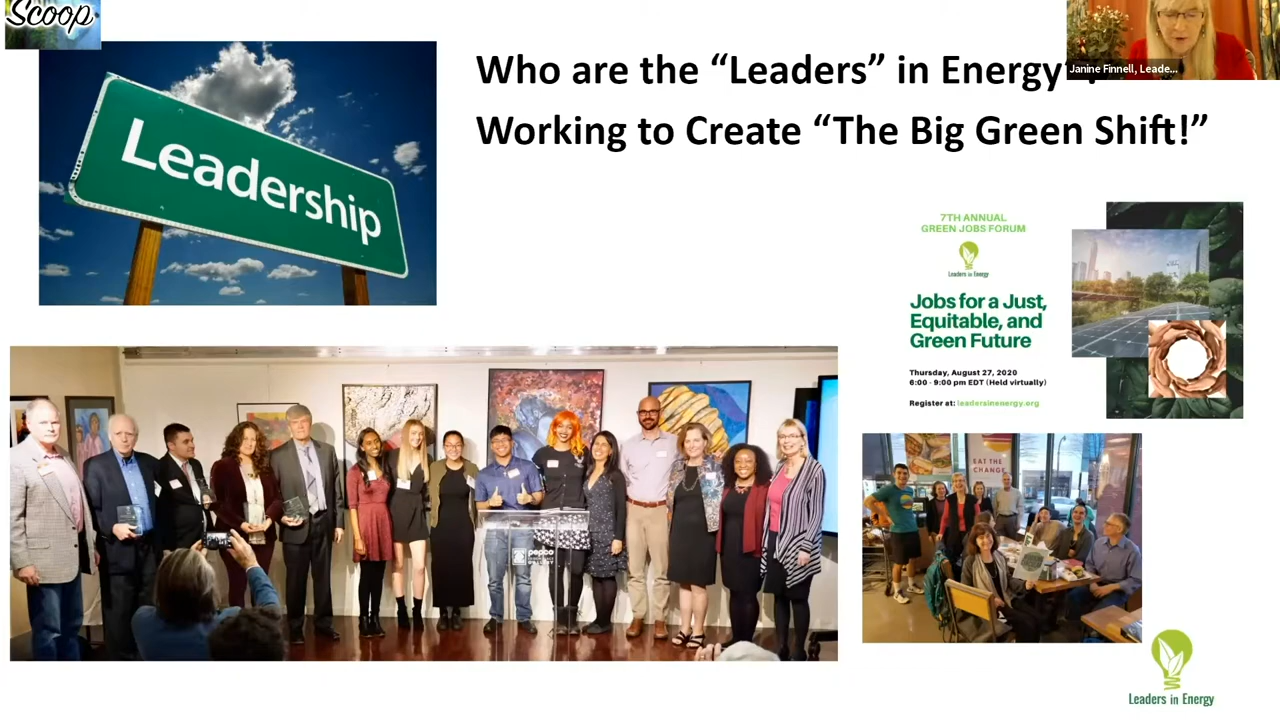 Scoop
Who are the “Leaders” in Energy”
Janine Finnell, Leade...
Working to Create “The Big Green Shift!”
Leadership
7TH ANNUAL
GREEN JOBS FORUM
Leaders in Energy
Jobs for a Just,
Equitable, and
Green Future
Thursday, August 27, 2020
6:00 - 9:00 pm EDT (Held virtually)
Register at: leadersinenergy.org
EAT THE
CHANGE
pepco
Leaders in Energy